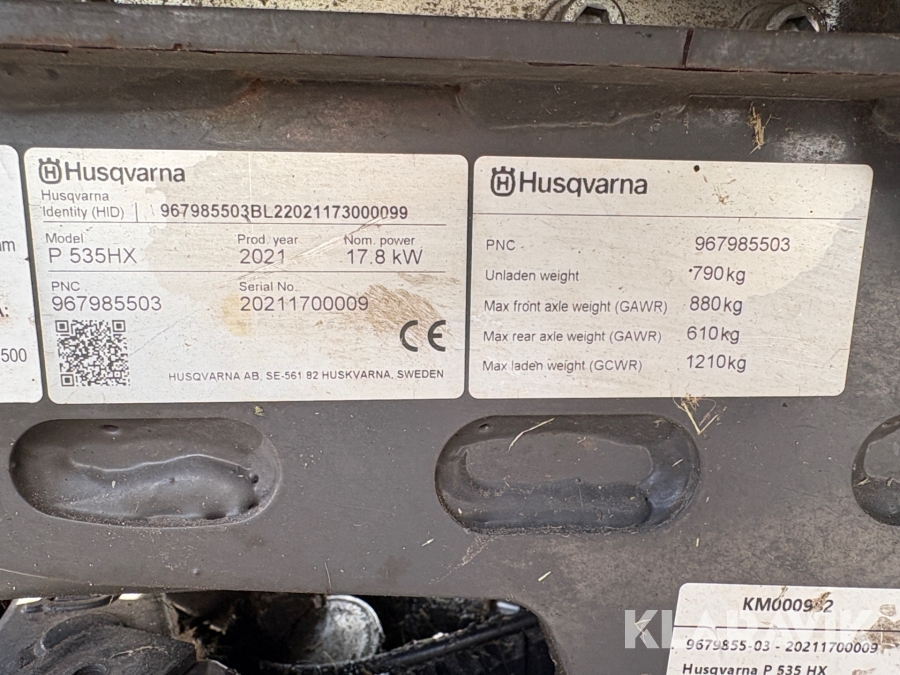 Husqvarna
Husqvarna
Identity (HID) 967985503BL22021173000099
Model Prod. year Nom. power
P 535HX 2021 17.8 kW
PNC Serial No.
967985503 20211700009
CE
HUSQVARNA AB, SE-561 82 HUSKVARNA, SWEDEN
Husqvarna
PNC 967985503
Unladen weight 790kg
Max front axle weight (GAWR) 880kg
Max rear axle weight (GAWR) 610kg
Max laden weight (GCWR) 1210kg
500
9679855-03 - 20211700009
Husqvarna P 535 HX
KLARAVIK